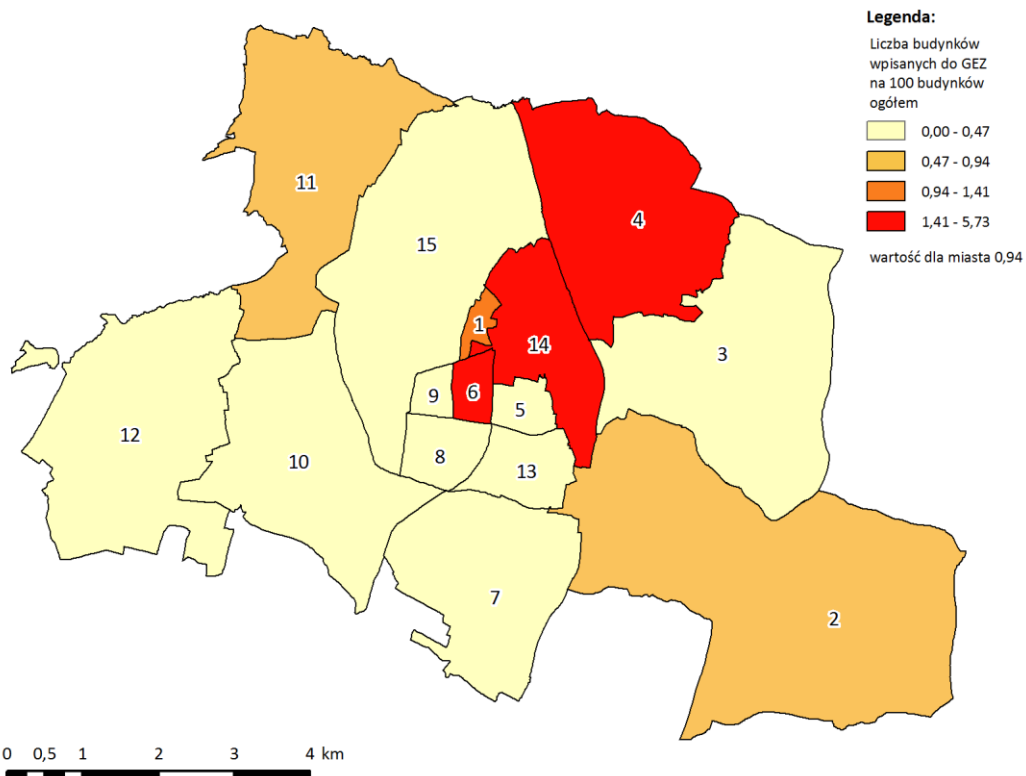 Legenda:
Liczba budynków
wpisanych do GEZ
na 100 budynków
ogółem
0,00 - 0,47
0,47 - 0,94
0,94 - 1,41
1,41 - 5,73
wartość dla miasta 0,94
11
4
15
1
14
3
9
6
5
12
10
8
13
7
2
0 0,5 1 2 3 4 km